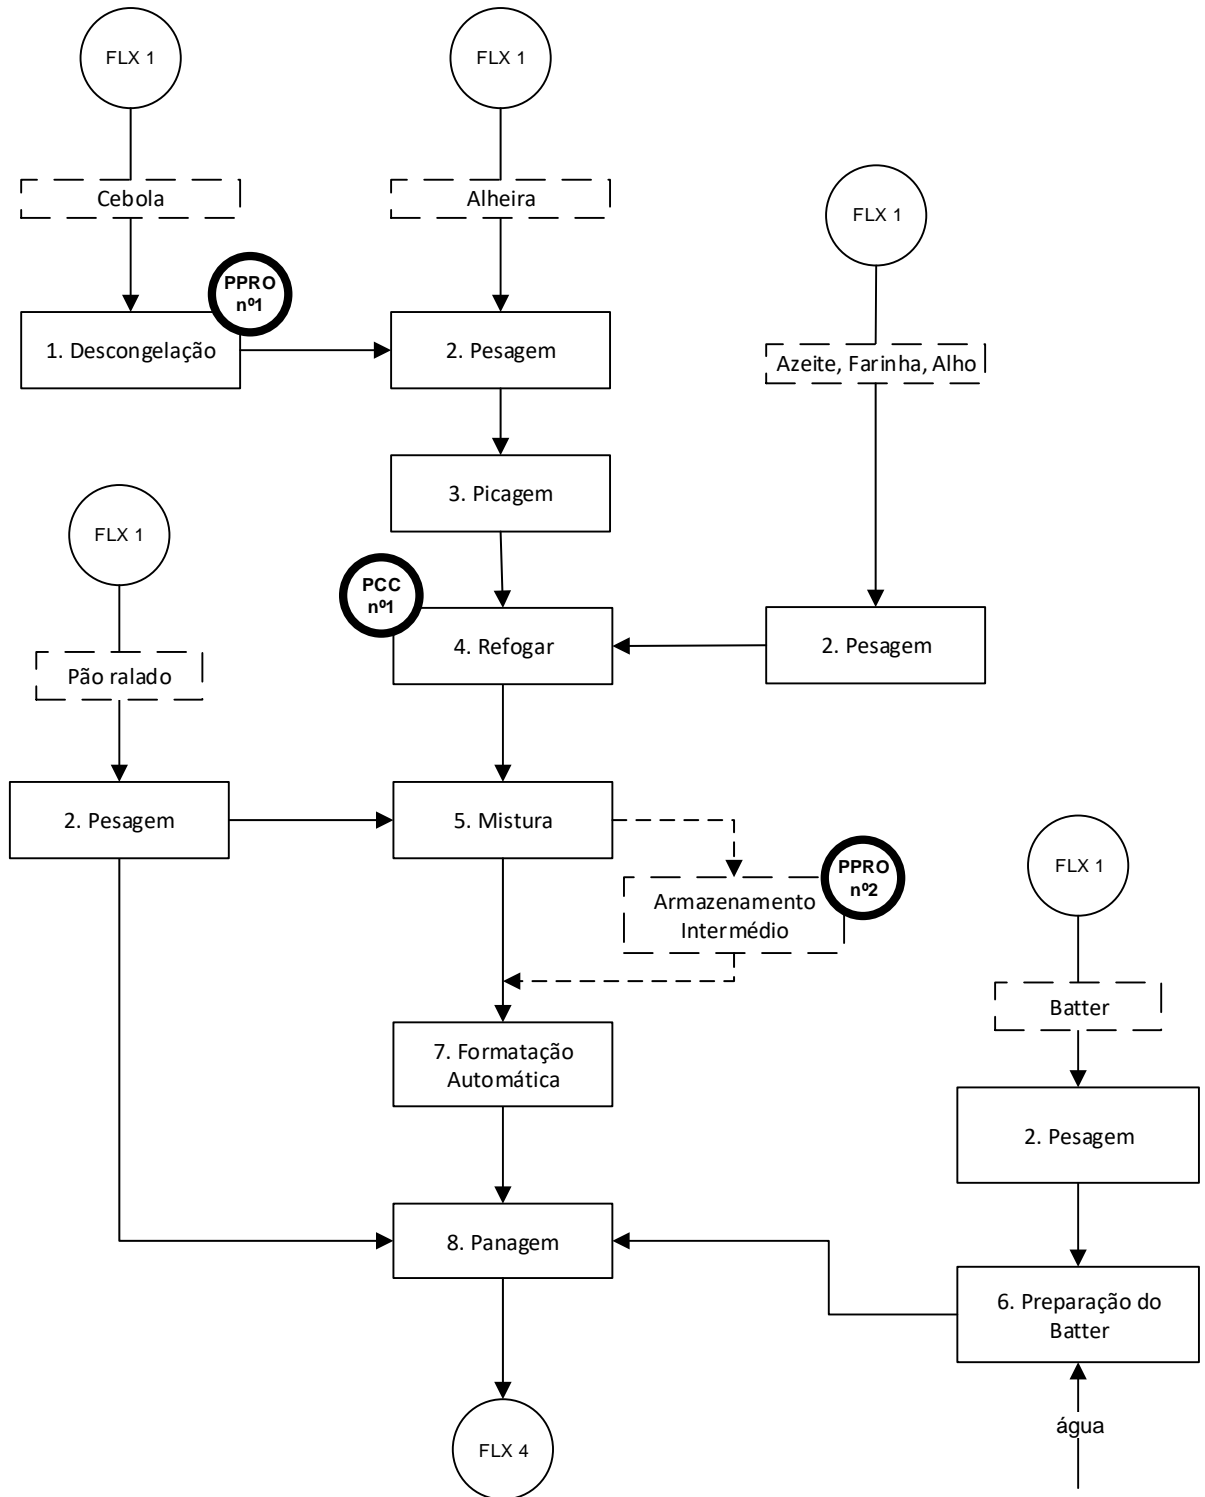 FLX 1
FLX 1
Cebola
Alheira
FLX 1
PPRO
nº1
1. Descongelação
2. Pesagem
Azeite, Farinha, Alho
3. Picagem
FLX 1
PCC
nº1
4. Refogar
2. Pesagem
Pão ralado
2. Pesagem
5. Mistura
PPRO
nº2
FLX 1
Armazenamento
Intermédio
Batter
7. Formatação
Automática
2. Pesagem
8. Panagem
6. Preparação do
Batter
água
FLX 4